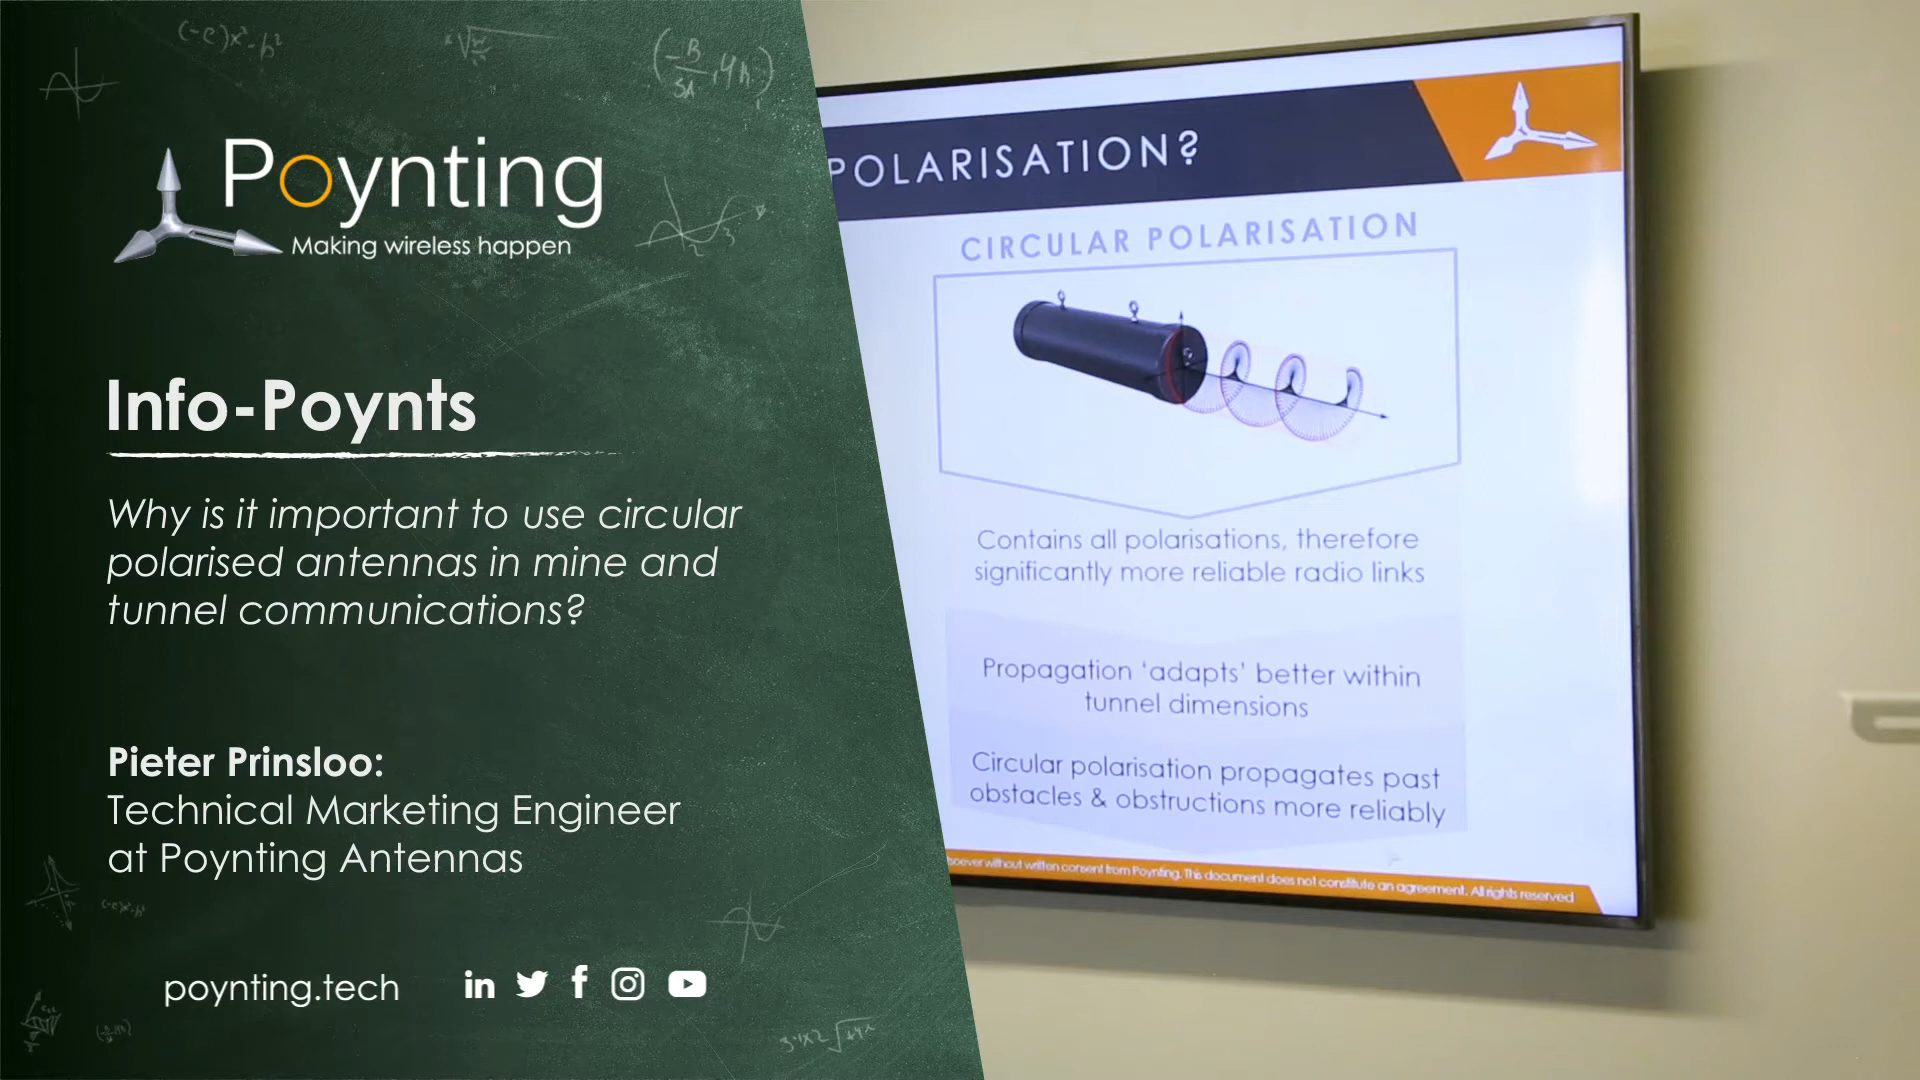 Poynting
Making wireless happen
Info-Poynts
Why is it important to use circular
polarised antennas in mine and
tunnel communications?
Pieter Prinsloo:
Technical Marketing Engineer
at Poynting Antennas
poynting.tech
POLARISATION?
CIRCULAR POLARISATION
Contains all polarisations, therefore
significantly more reliable radio links
Propagation ‘adapts’ better within
tunnel dimensions
Circular polarisation propagates past
obstacles & obstructions more reliably
without written consent from Poynting. This document does not constitute an agreement. All rights reserved